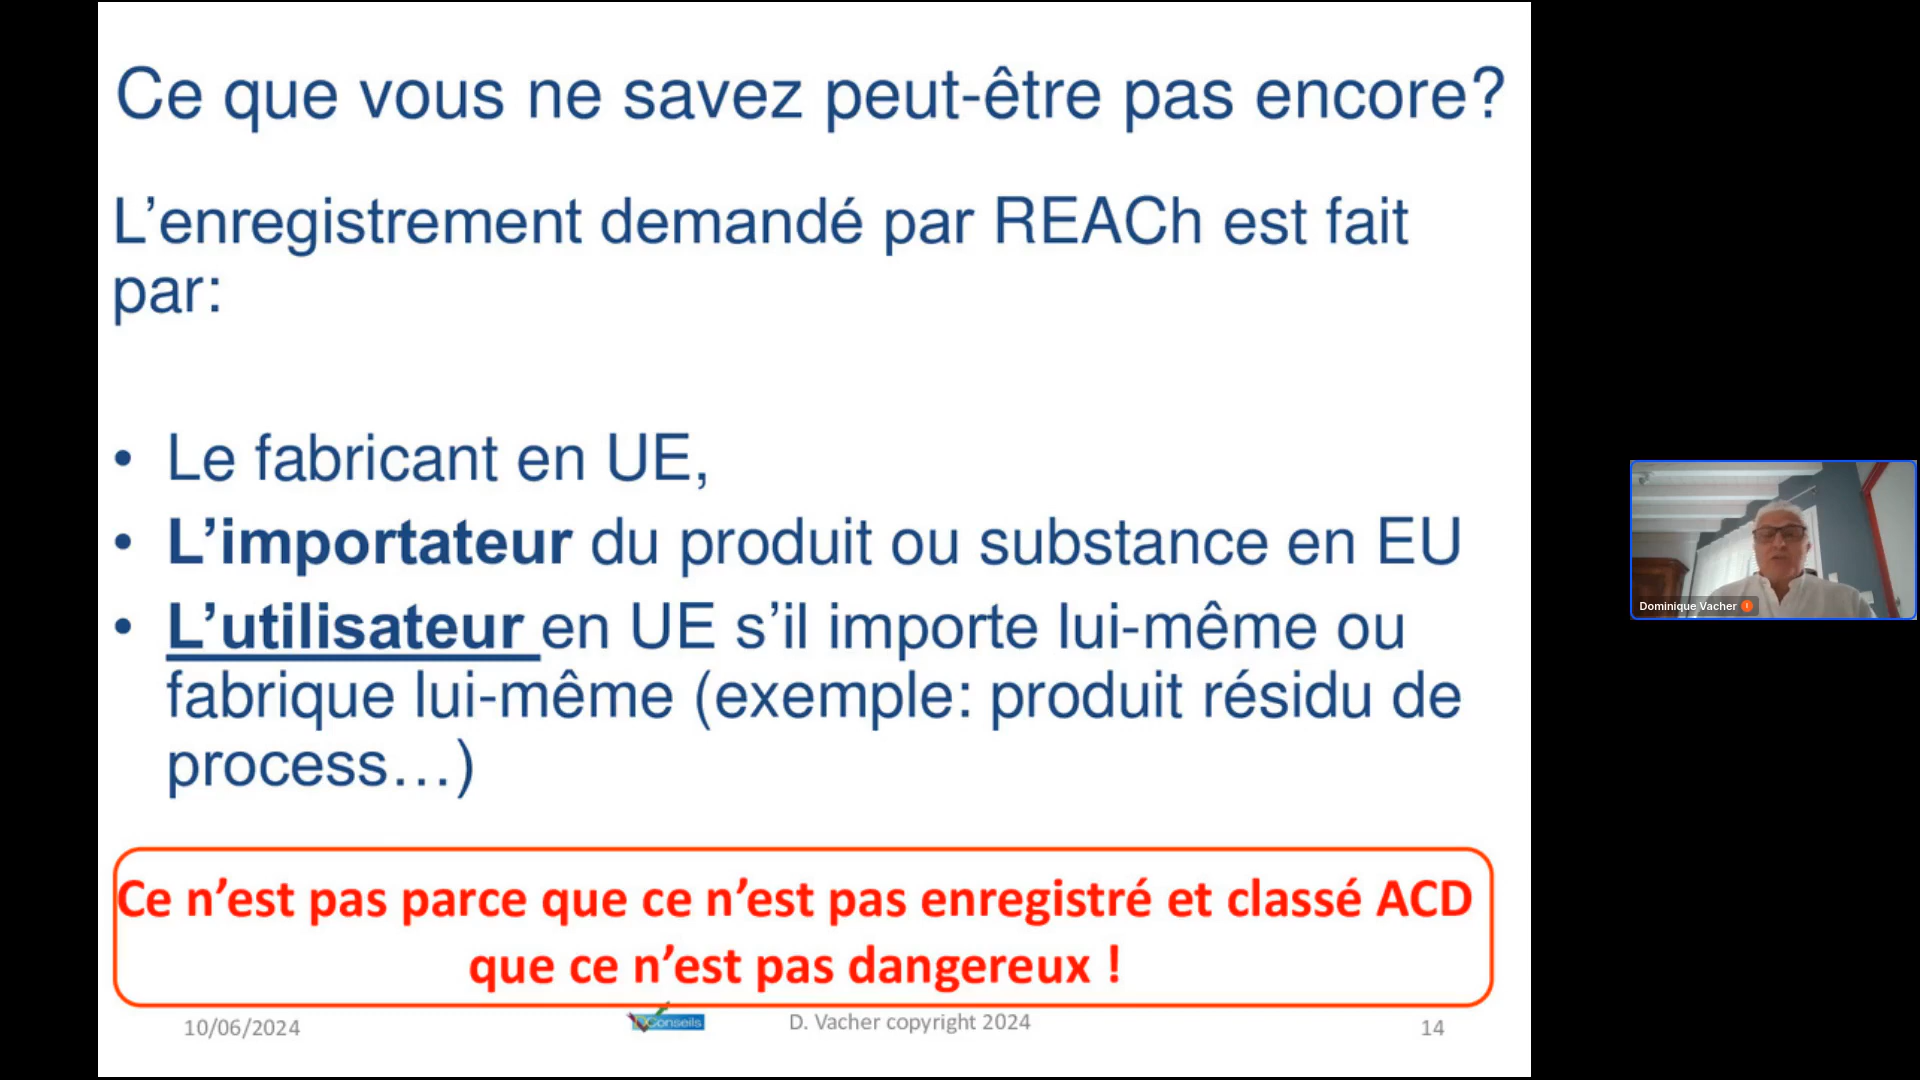 Ce que vous ne savez peut-être pas encore?
L’enregistrement demandé par REACh est fait
par:
• Le fabricant en UE,
• L’importateur du produit ou substance en EU
• L’utilisateur en UE s’il importe lui-même ou
fabrique lui-même (exemple: produit résidu de
process…)
Ce n’est pas parce que ce n’est pas enregistré et classé ACD
que ce n’est pas dangereux !
10/06/2024
Conseils
D. Vacher copyright 2024
14
Dominique Vacher